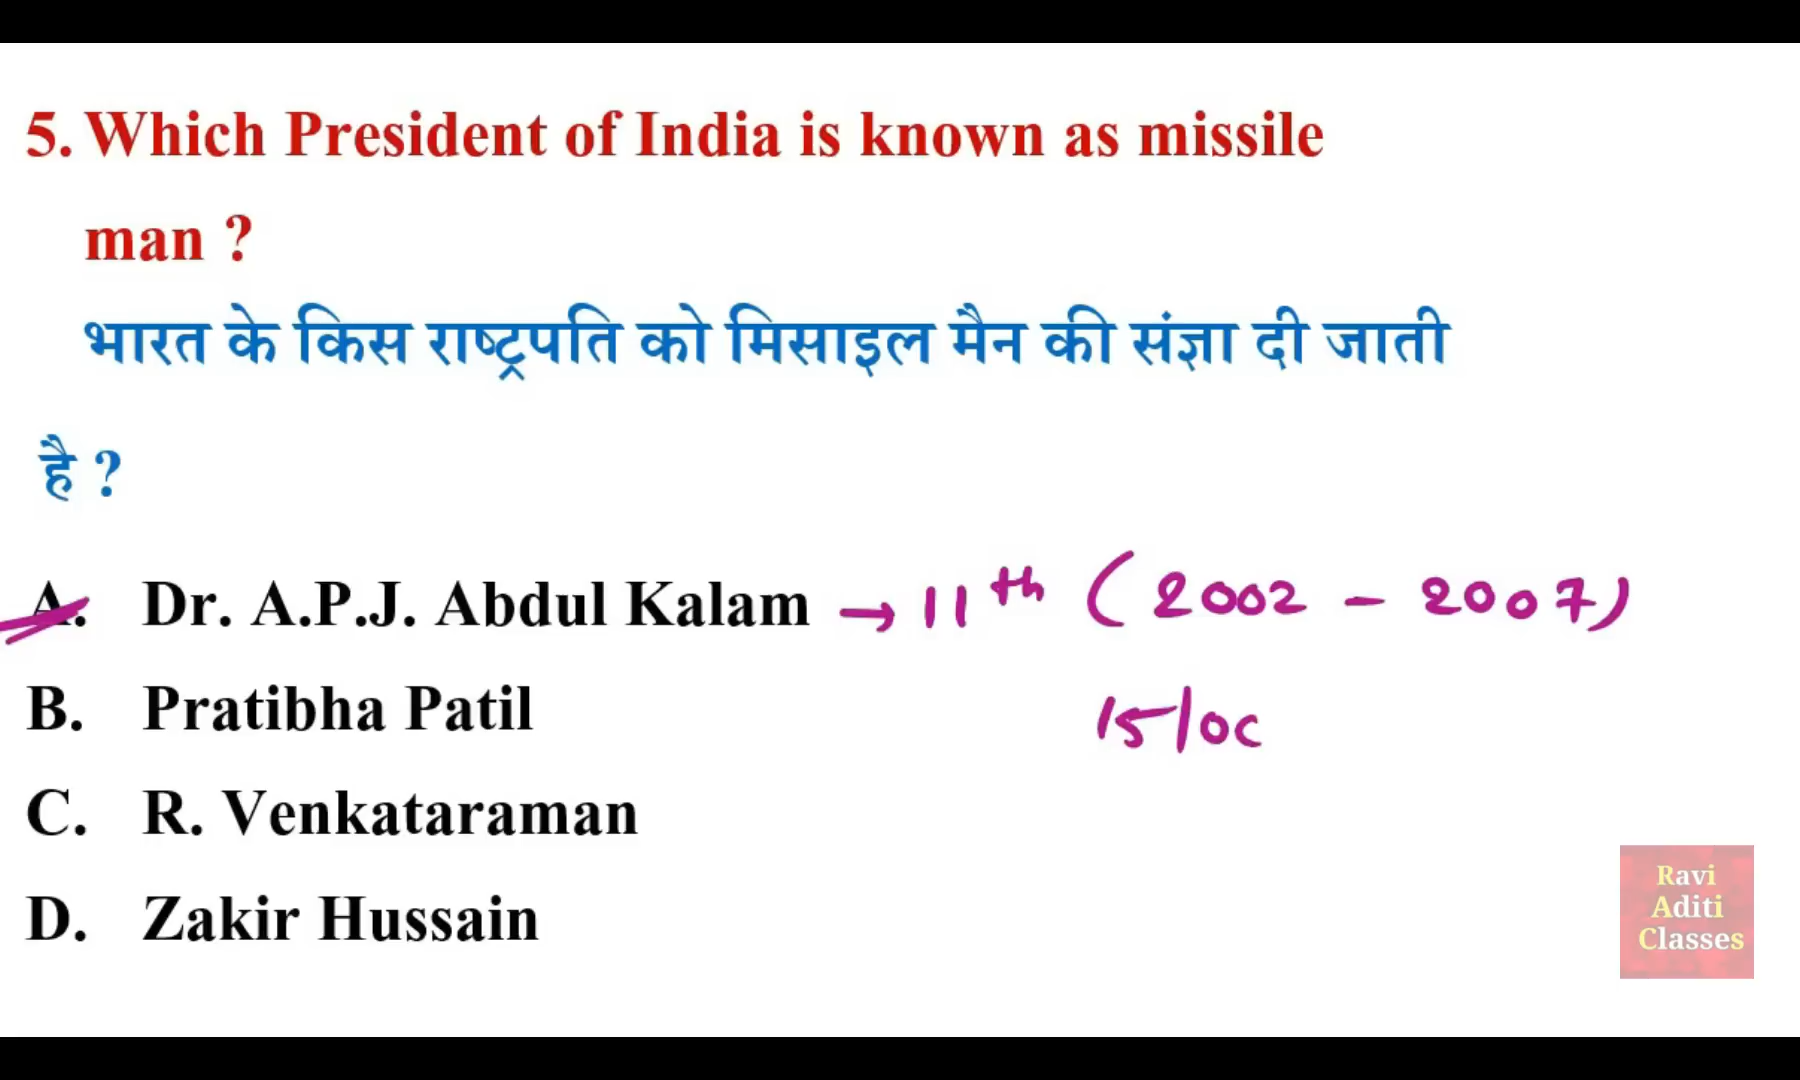 5. Which President of India is known as missile
man ?
भारत के किस राष्ट्रपति को मिसाइल मैन की संज्ञा दी जाती
है ?
A. Dr. A.P.J. Abdul Kalam → 11th (2002 - 2007)
B. Pratibha Patil
15/oc
C. R. Venkataraman
D. Zakir Hussain
Ravi
Aditi
Classes